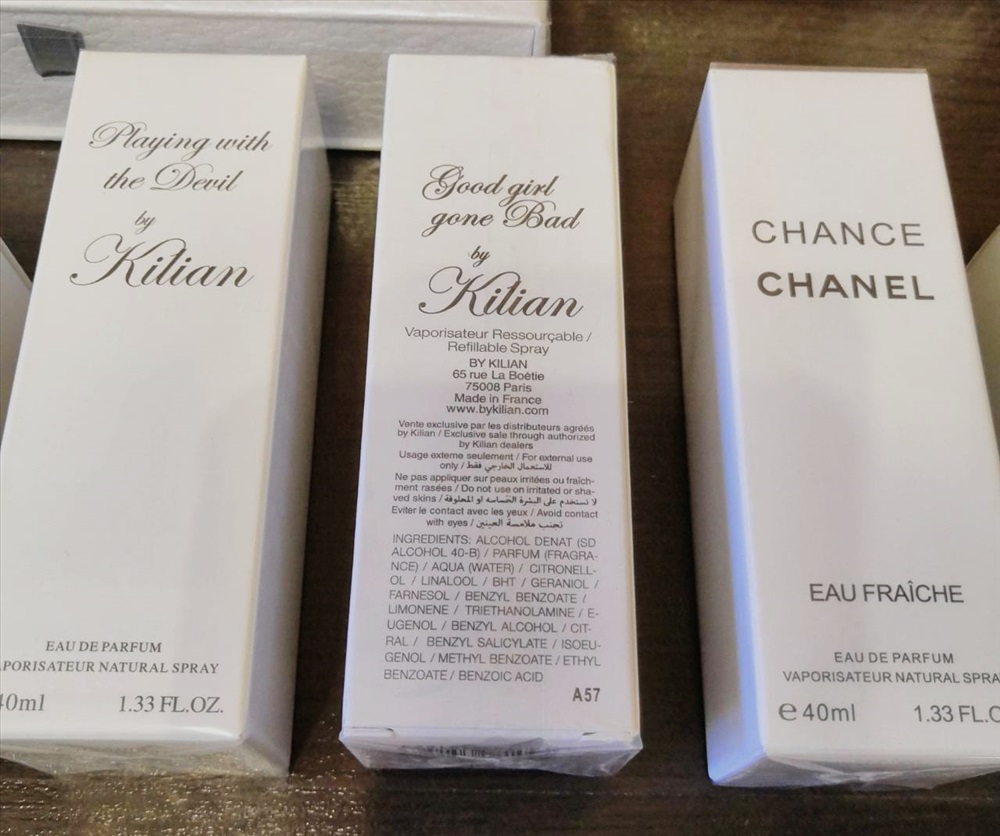 Playing with
the Devil
by
Kilian
EAU DE PARFUM
VAPORISATEUR NATURAL SPRAY
40ml 1.33 FL.OZ.
Good girl
gone Bad
by
Kilian
Vaporisateur Ressourçable /
Refillable Spray
BY KILIAN
65 rue La Boëtie
75008 Paris
Made in France
www.bykilian.com
Vente exclusive par les distributeurs agréés
by Kilian / Exclusive sale through authorized
by Kilian dealers
Usage externe seulement / For external use
only / للاستعمال الخارجي فقط
Ne pas appliquer sur peaux irritées ou fraîch-
ment rasées / Do not use on irritated or sha-
ved skins / لا تستخدم على البشرة الحساسه او المحلوقة
Eviter le contact avec les yeux / Avoid contact
with eyes / تجنب ملامسة العينين
INGREDIENTS: ALCOHOL DENAT (SD
ALCOHOL 40-B) / PARFUM (FRAGRA-
NCE) / AQUA (WATER) / CITRONELL-
OL / LINALOOL / BHT / GERANIOL /
FARNESOL / BENZYL BENZOATE /
LIMONENE / TRIETHANOLAMINE / E-
UGENOL / BENZYL ALCOHOL / CIT-
RAL / BENZYL SALICYLATE / ISOEU-
GENOL / METHYL BENZOATE / ETHYL
BENZOATE / BENZOIC ACID
A57
CHANCE
CHANEL
EAU FRAÎCHE
EAU DE PARFUM
VAPORISATEUR NATURAL SPRA
e 40ml 1.33 FL.O